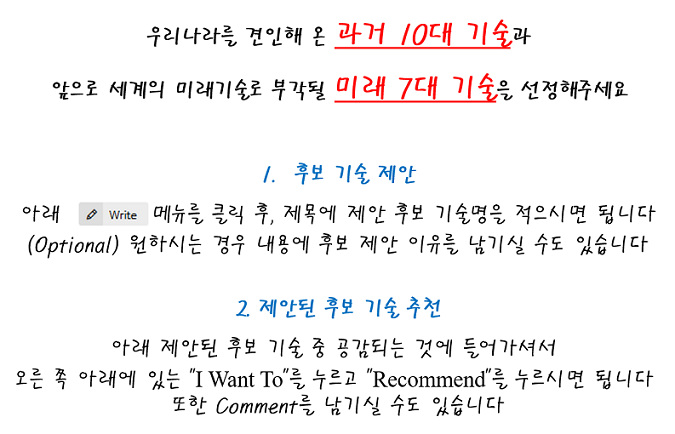 우리나라를 견인해 온 과거 10대 기술과
앞으로 세계의 미래기술로 부각될 미래 7대 기술을 선정해주세요
1. 후보 기술 제안
아래 Write 메뉴를 클릭 후, 제목에 제안 후보 기술명을 적으시면 됩니다
(Optional) 원하시는 경우 내용에 후보 제안 이유를 남기실 수도 있습니다
2. 제안된 후보 기술 추천
아래 제안된 후보 기술 중 공감되는 것에 들어가셔서
오른 쪽 아래에 있는 "I Want To"를 누르고 "Recommend"를 누르시면 됩니다
또한 Comment를 남기실 수도 있습니다